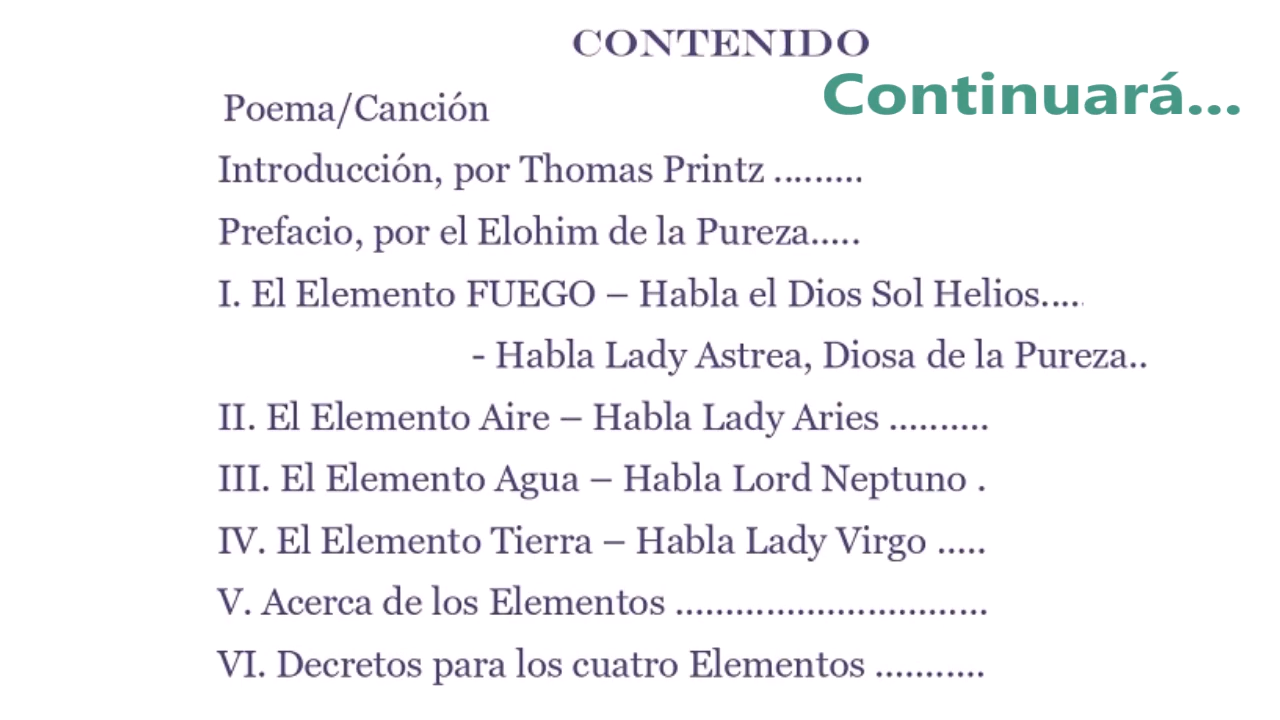 CONTENIDO
Continuará...
Poema/Canción
Introducción, por Thomas Printz .........
Prefacio, por el Elohim de la Pureza.....
I. El Elemento FUEGO – Habla el Dios Sol Helios.....
- Habla Lady Astrea, Diosa de la Pureza..
II. El Elemento Aire – Habla Lady Aries ..........
III. El Elemento Agua – Habla Lord Neptuno .
IV. El Elemento Tierra – Habla Lady Virgo .....
V. Acerca de los Elementos ...............................
VI. Decretos para los cuatro Elementos ...........